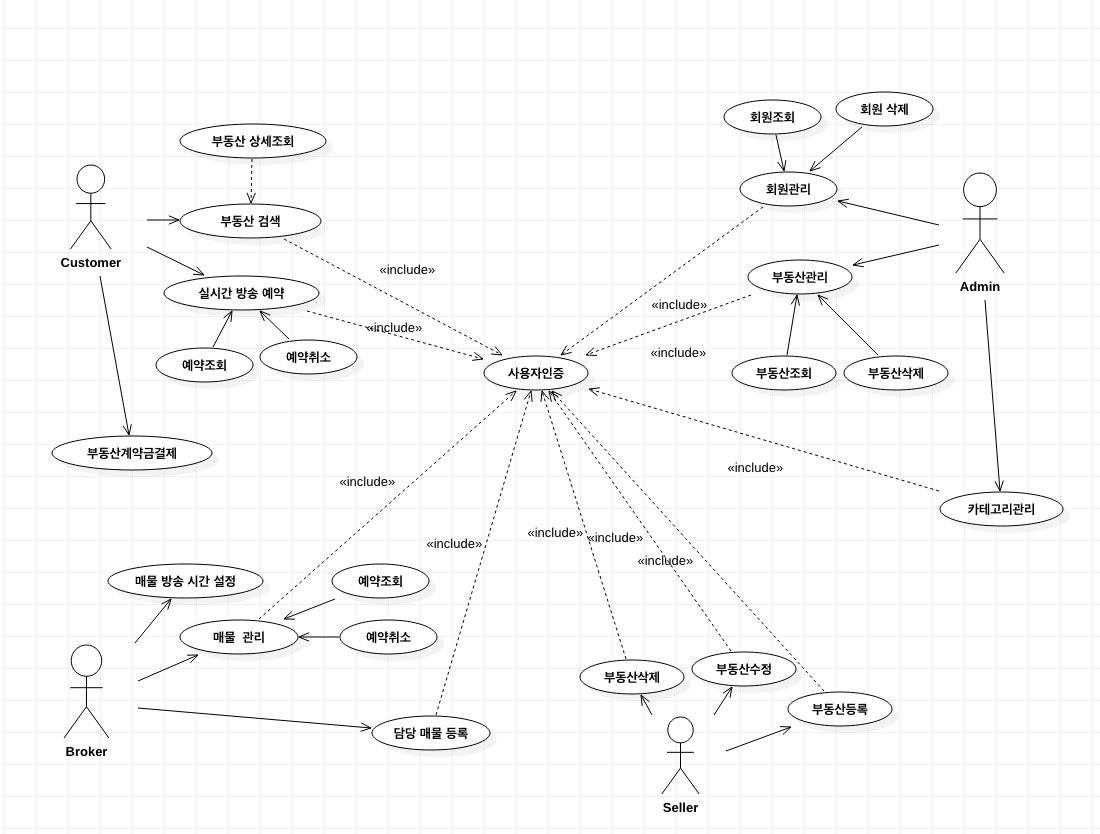 회원 삭제
회원조회
부동산 상세조회
회원관리
부동산 검색
Customer
«include»
부동산관리
Admin
실시간 방송 예약
«include»
«include»
«include»
예약취소
예약조회
사용자인증
부동산조회
부동산삭제
부동산계약금결제
«include»
«include»
카테고리관리
«include»
«include»
«include»
«include»
매물 방송 시간 설정
예약조회
매물  관리
예약취소
부동산삭제
부동산수정
부동산등록
담당 매물 등록
Broker
Seller